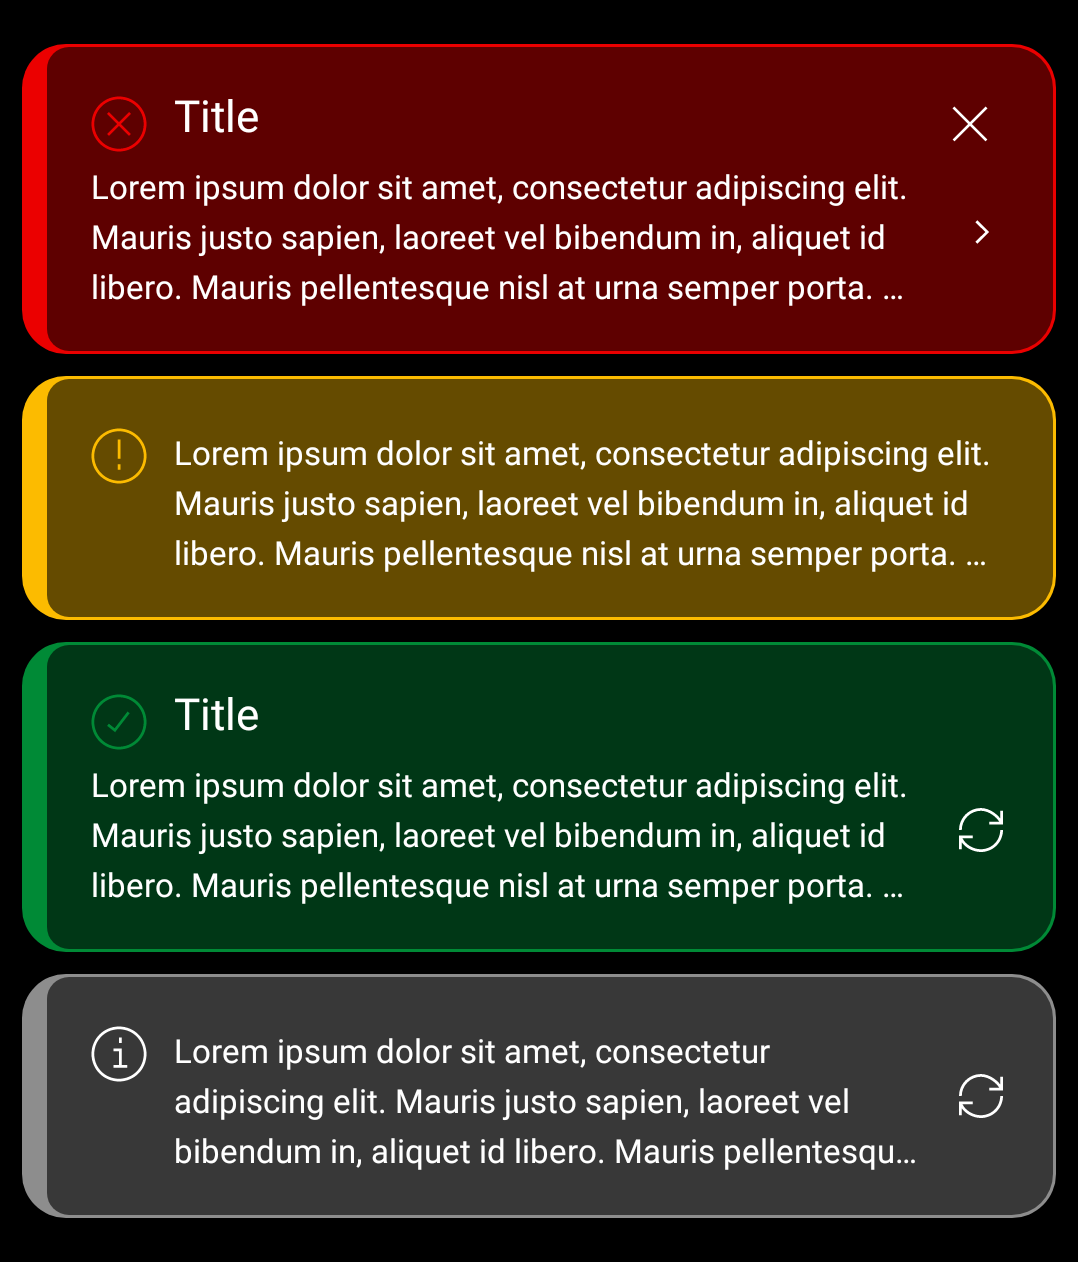 Title
Lorem ipsum dolor sit amet, consectetur adipiscing elit.
Mauris justo sapien, laoreet vel bibendum in, aliquet id
libero. Mauris pellentesque nisl at urna semper porta. ...
Lorem ipsum dolor sit amet, consectetur adipiscing elit.
Mauris justo sapien, laoreet vel bibendum in, aliquet id
libero. Mauris pellentesque nisl at urna semper porta. ...
Title
Lorem ipsum dolor sit amet, consectetur adipiscing elit.
Mauris justo sapien, laoreet vel bibendum in, aliquet id
libero. Mauris pellentesque nisl at urna semper porta. ...
Lorem ipsum dolor sit amet, consectetur
adipiscing elit. Mauris justo sapien, laoreet vel
bibendum in, aliquet id libero. Mauris pellentesqu...